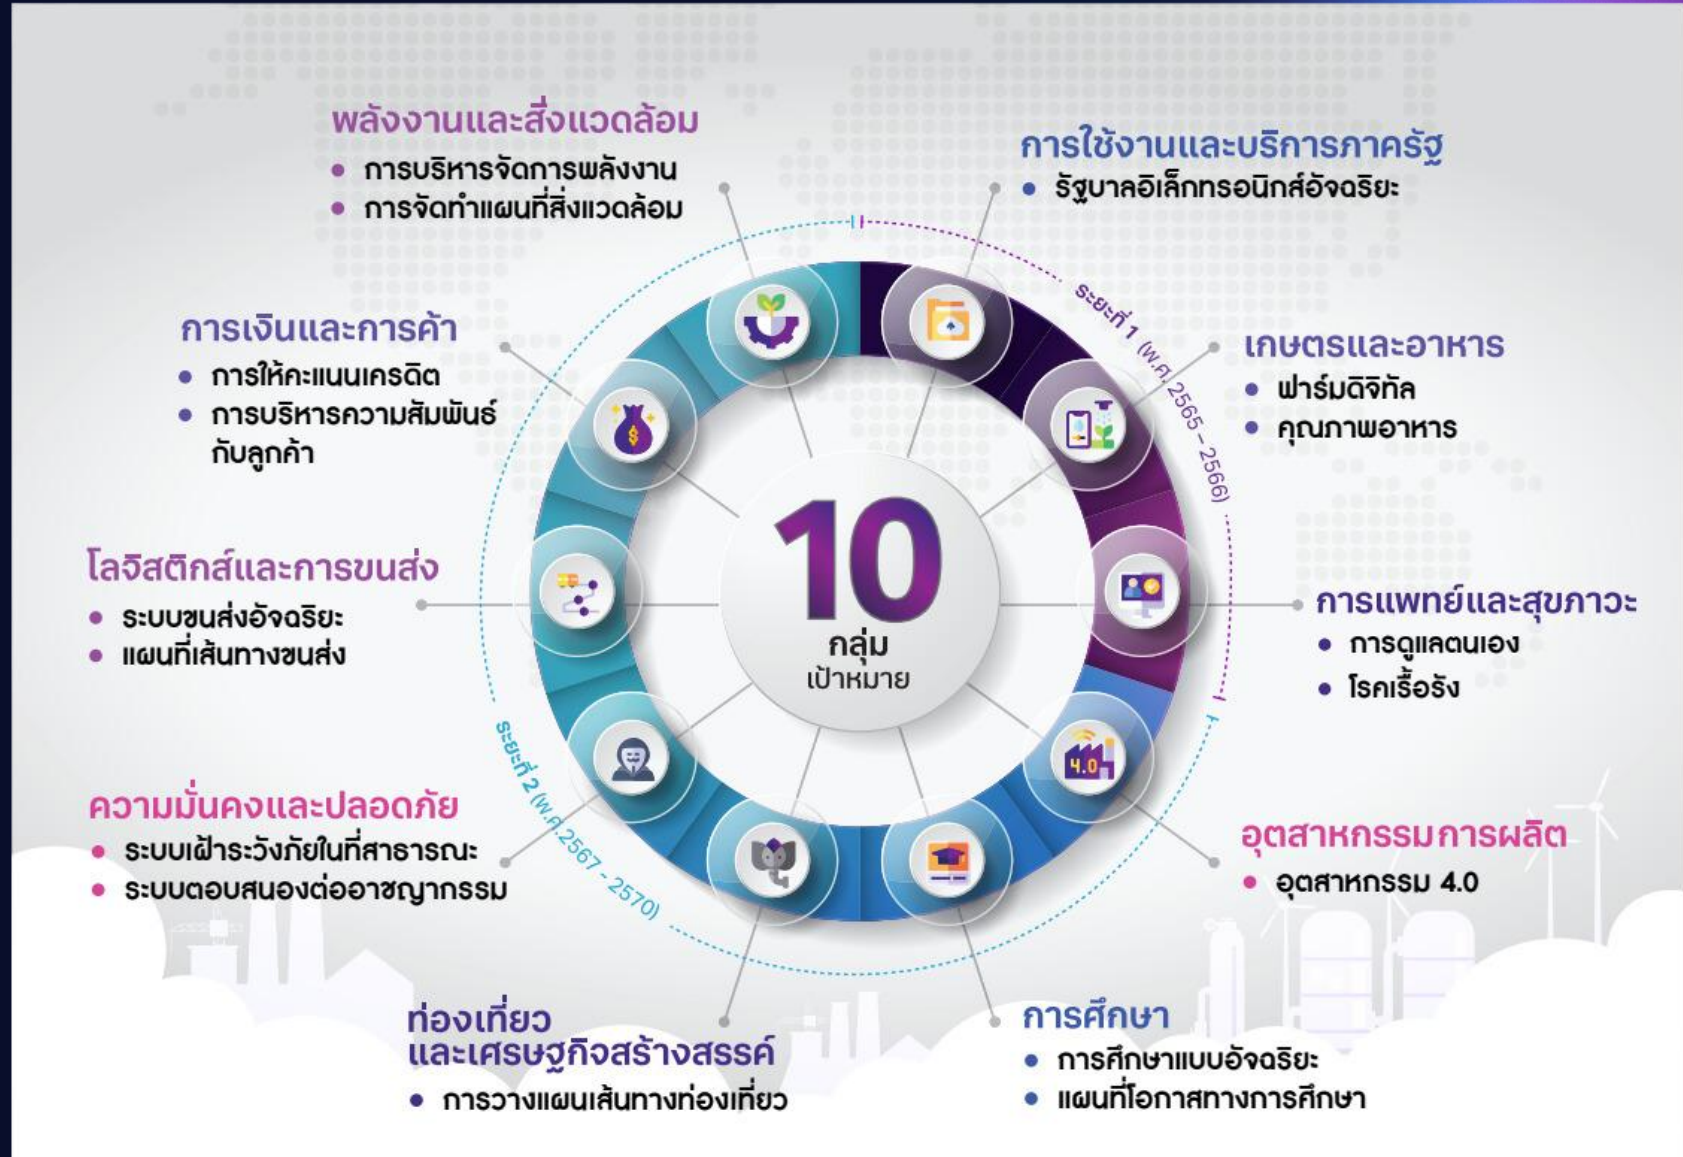 พลังงานและสิ่งแวดล้อม
การบริหารจัดการพลังงาน
การจัดทำแผนที่สิ่งแวดล้อม
การใช้งานและบริการภาครัฐ
รัฐบาลอิเล็กทรอนิกส์อัจฉริยะ
ระยะที่ 1 (พ.ศ. 2565 – 2566)
การเงินและการค้า
การให้คะแนนเครดิต
การบริหารความสัมพันธ์
กับลูกค้า
เกษตรและอาหาร
ฟาร์มดิจิทัล
คุณภาพอาหาร
10
กลุ่ม
เป้าหมาย
โลจิสติกส์และการขนส่ง
ระบบขนส่งอัจฉริยะ
แผนที่เส้นทางขนส่ง
การแพทย์และสุขภาวะ
การดูแลตนเอง
โรคเรื้อรัง
ระยะที่ 2 (พ.ศ.2567 - 2570)
4.0
ความมั่นคงและปลอดภัย
ระบบเฝ้าระวังภัยในที่สาธารณะ
ระบบตอบสนองต่ออาชญากรรม
อุตสาหกรรมการผลิต
อุตสาหกรรม 4.0
ท่องเที่ยว
และเศรษฐกิจสร้างสรรค์
การวางแผนเส้นทางท่องเที่ยว
การศึกษา
การศึกษาแบบอัจฉริยะ
แผนที่โอกาสทางการศึกษา